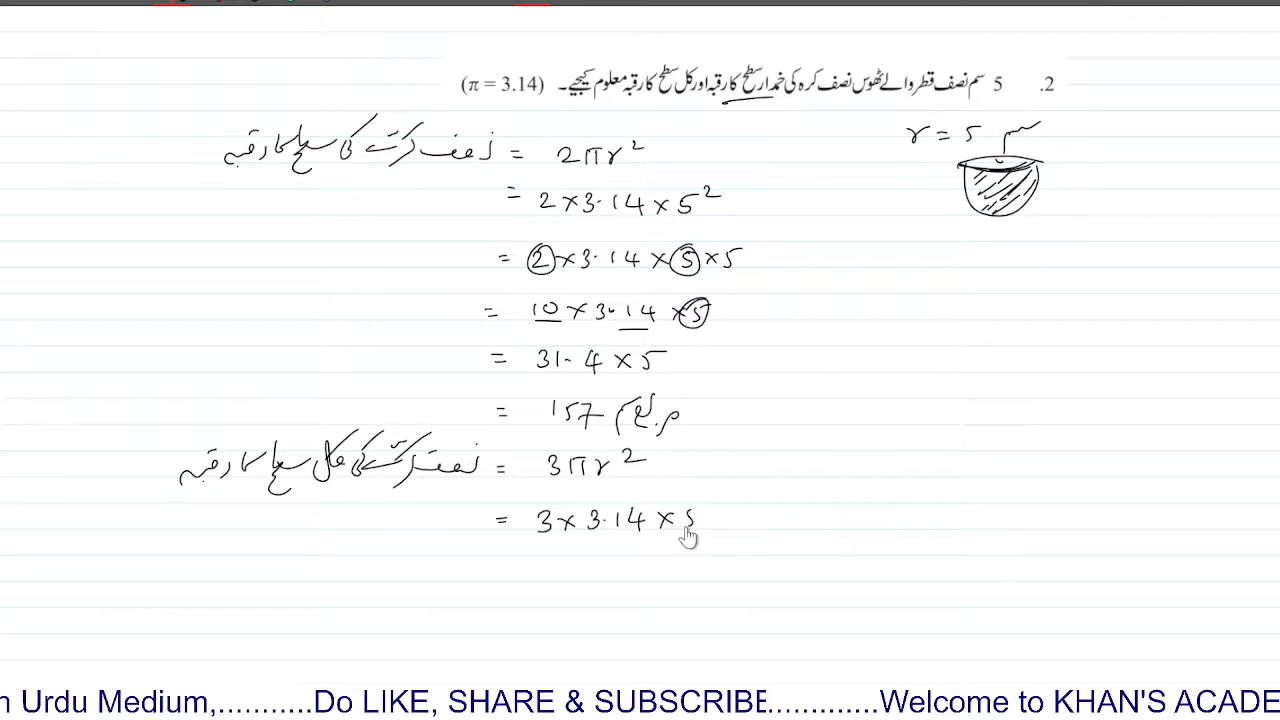 2. 5 سم نصف قطر والے ٹھوس نصف کرہ کی خمدار سطح کا رقبہ اور کل سطح کا رقبہ معلوم کیجیے۔ (π = 3.14)
r = 5 سم
نصف کرے کی سطح کا رقبہ = 2πr²
= 2 × 3.14 × 5²
= 2 × 3.14 × 5 × 5
= 10 × 3.14 × 5
= 31.4 × 5
= 157
نصف کرے کی کل سطح کا رقبہ = 3πr²
= 3 × 3.14 × 5
n Urdu Medium,...........Do LIKE, SHARE & SUBSCRIBE..............Welcome to KHAN'S ACADE